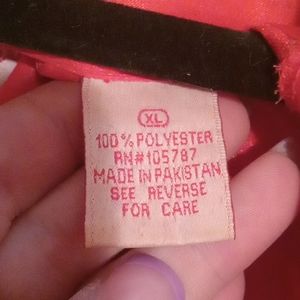 XL
100% POLYESTER
RN#105787
MADE IN PAKISTAN
SEE REVERSE
FOR CARE